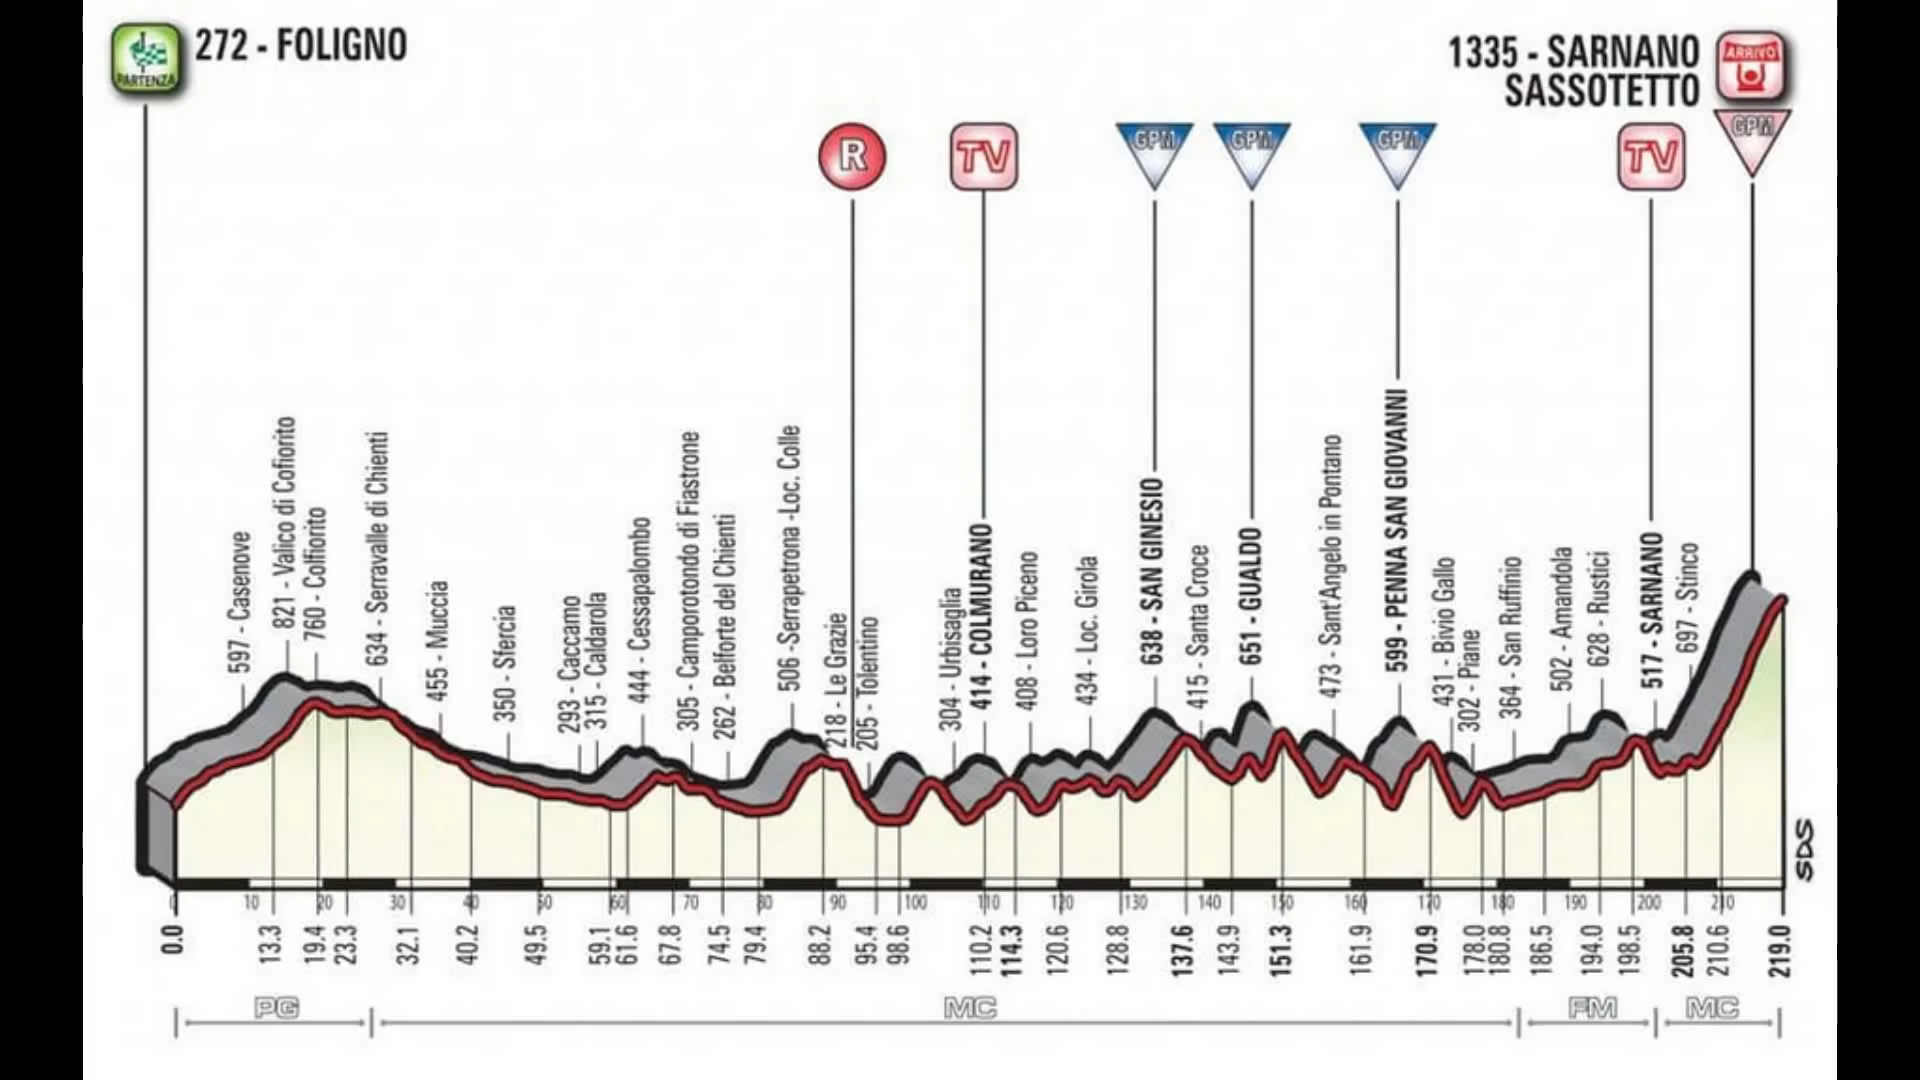 272 - FOLIGNO
PARTENZA
1335 - SARNANO
SASSOTETTO
ARRIVO
R
TV
GPM
GPM
GPM
TV
GPM
597 - Casenove
821 - Valico di Cofiorito
760 - Colfiorito
634 - Serravalle di Chienti
455 - Muccia
350 - Sfercia
293 - Caccamo
315 - Caldarola
444 - Cessapalombo
305 - Camporotondo di Fiastrone
262 - Belforte del Chienti
506 -Serrapetrona -Loc. Colle
218 - Le Grazie
205 - Tolentino
304 - Urbisaglia
414 - COLMURANO
408 - Loro Piceno
434 - Loc. Girola
638 - SAN GINESIO
415 - Santa Croce
651 - GUALDO
473 - Sant'Angelo in Pontano
599 - PENNA SAN GIOVANNI
431 - Bivio Gallo
302 - Piane
364 - San Ruffinio
502 - Amandola
628 - Rustici
517 - SARNANO
697 - Stinco
SDS
0 10 20 30 40 50 60 70 80 90 100 110 120 130 140 150 160 170 180 190 200 210
0.0 13.3 19.4 23.3 32.1 40.2 49.5 59.1 61.6 67.8 74.5 79.4 88.2 95.4 98.6 110.2 114.3 120.6 128.8 137.6 143.9 151.3 161.9 170.9 178.0 180.8 186.5 194.0 198.5 205.8 210.6 219.0
PG MC FM MC